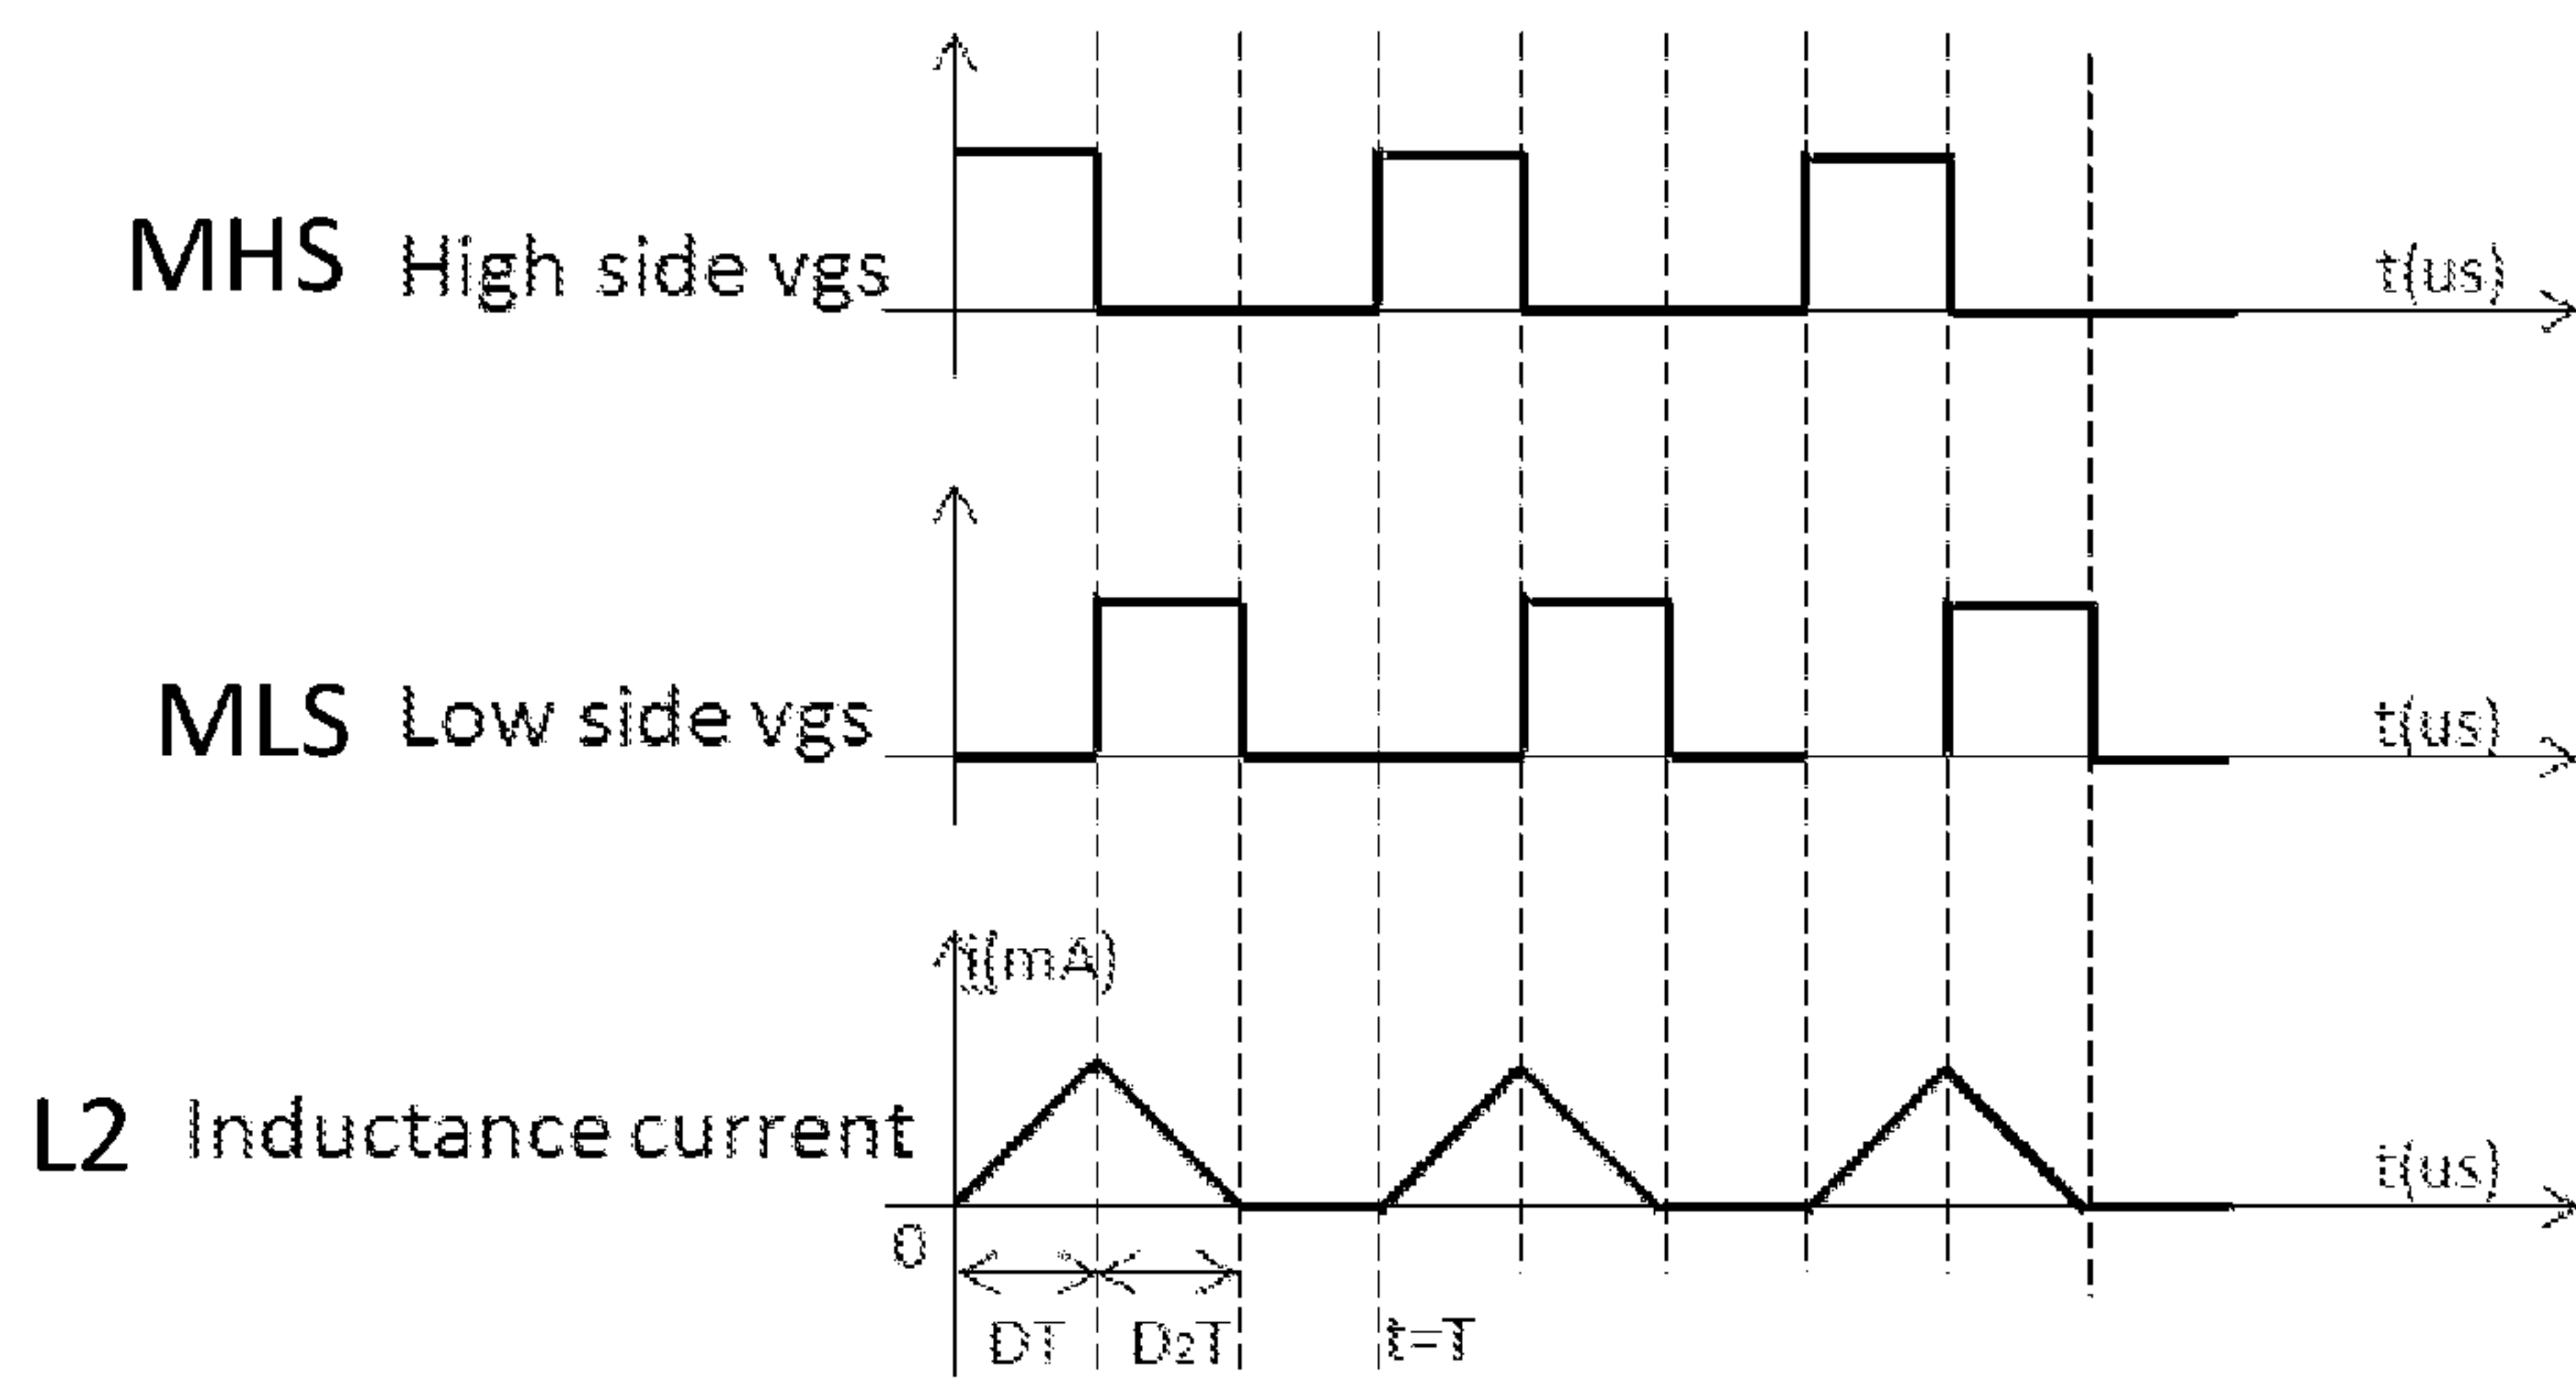 MHS High side vgs
t(us)
MLS Low side vgs
t(us)
i(mA)
L2 Inductance current
t(us)
0
DT D₂T t=T